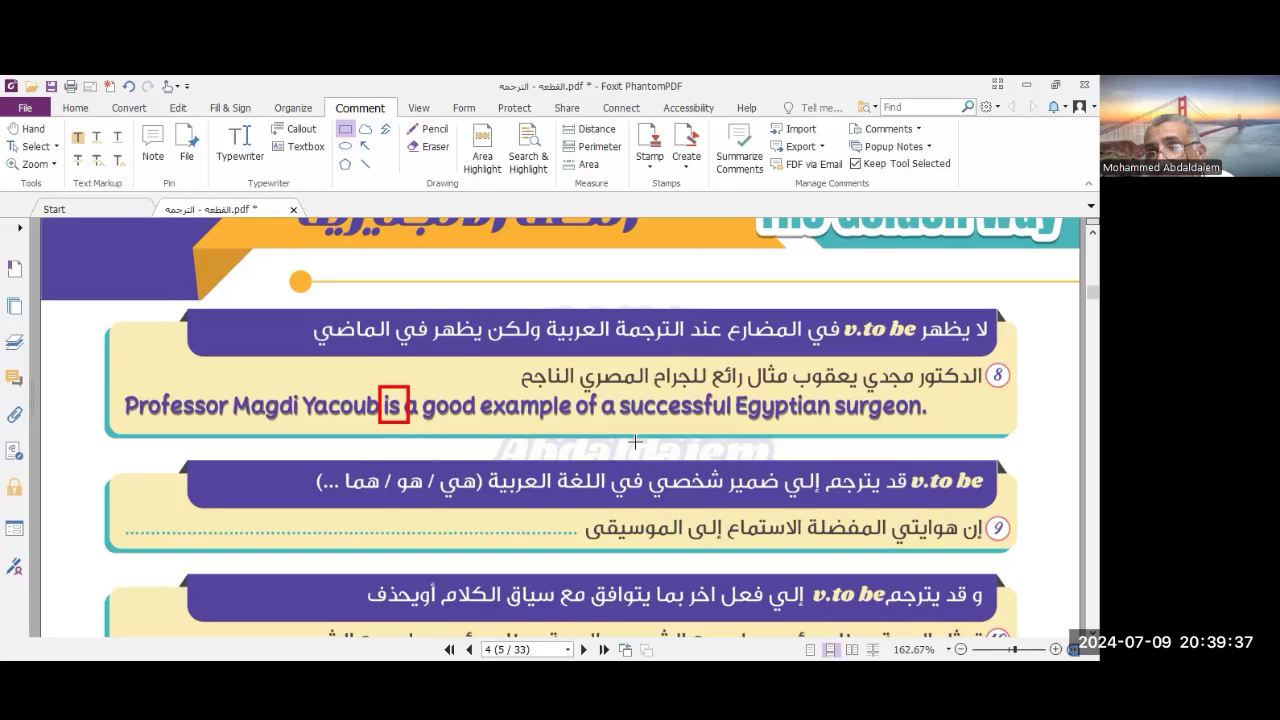 القطعه - الترجمه.pdf * - Foxit PhantomPDF
File Home Convert Edit Fill & Sign Organize Comment View Form Protect Share Connect Accessibility Help Tell me... Find
Hand
Select
Zoom
Tools
Text Markup
Note
File
Pin
Typewriter
Callout
Textbox
Typewriter
Pencil
Eraser
Area Highlight
Search & Highlight
Drawing
Distance
Perimeter
Area
Measure
Stamp
Create
Stamps
Summarize Comments
Import
Export
FDF via Email
Comments
Popup Notes
Keep Tool Selected
Manage Comments
Mohammed Abdaldaiem
Start
القطعه - الترجمه.pdf *
The Golden Way
لا يظهر v.to be في المضارع عند الترجمة العربية ولكن يظهر في الماضي
8 الدكتور مجدي يعقوب مثال رائع للجراح المصري الناجح
Professor Magdi Yacoub is a good example of a successful Egyptian surgeon.
Abdaldaiem
v.to be قد يترجم إلي ضمير شخصي في اللغة العربية (هي / هو / هما ...)
9 إن هوايتي المفضلة الاستماع إلى الموسيقى ........................................
و قد يترجم v.to be إلي فعل اخر بما يتوافق مع سياق الكلام أويحذف
4 (5 / 33)
162.67%
2024-07-09 20:39:37